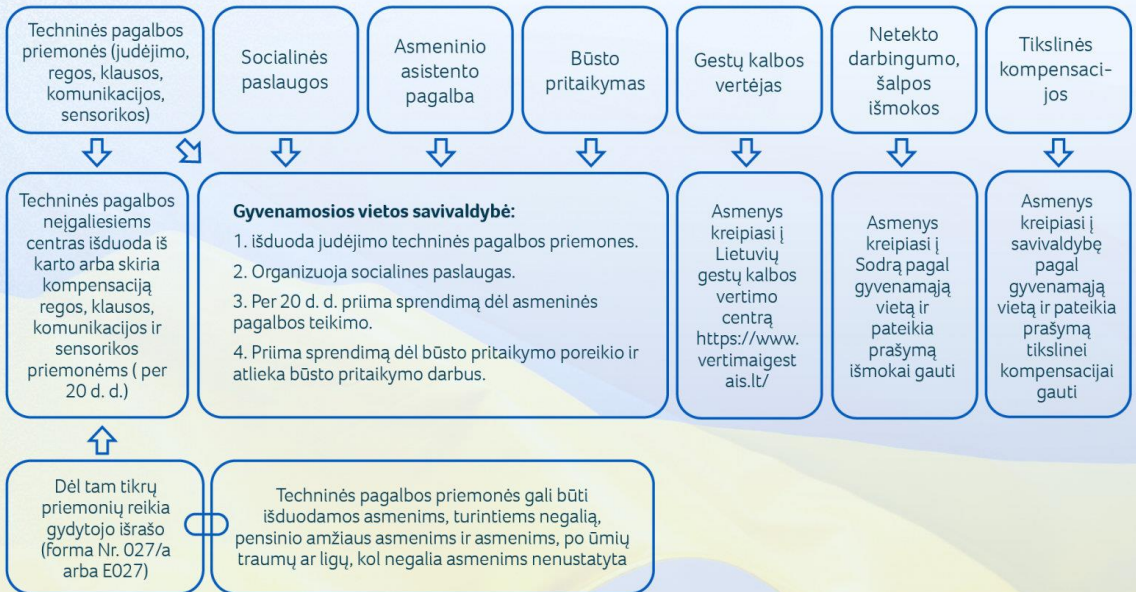 Techninės pagalbos
priemonės (judėjimo,
regos, klausos,
komunikacijos,
sensorikos)
Socialinės
paslaugos
Asmeninio
asistento
pagalba
Būsto
pritaikymas
Gestų kalbos
vertėjas
Netekto
darbingumo,
šalpos
išmokos
Tikslinės
kompensaci-
jos
Techninės pagalbos
neįgaliesiems
centras išduoda iš
karto arba skiria
kompensaciją
regos, klausos,
komunikacijos ir
sensorikos
priemonėms ( per
20 d. d.)
Gyvenamosios vietos savivaldybė:
1. išduoda judėjimo techninės pagalbos priemones.
2. Organizuoja socialines paslaugas.
3. Per 20 d. d. priima sprendimą dėl asmeninės
pagalbos teikimo.
4. Priima sprendimą dėl būsto pritaikymo poreikio ir
atlieka būsto pritaikymo darbus.
Asmenys
kreipiasi į
Lietuvių
gestų kalbos
vertimo
centrą
https://www.
vertimaigest
ais.lt/
Asmenys
kreipiasi į
Sodrą pagal
gyvenamąją
vietą ir
pateikia
prašymą
išmokai gauti
Asmenys
kreipiasi į
savivaldybę
pagal
gyvenamąją
vietą ir pateikia
prašymą
tikslinei
kompensacijai
gauti
Dėl tam tikrų
priemonių reikia
gydytojo išrašo
(forma Nr. 027/a
arba E027)
Techninės pagalbos priemonės gali būti
išduodamos asmenims, turintiems negalią,
pensinio amžiaus asmenims ir asmenims, po ūmių
traumų ar ligų, kol negalia asmenims nenustatyta